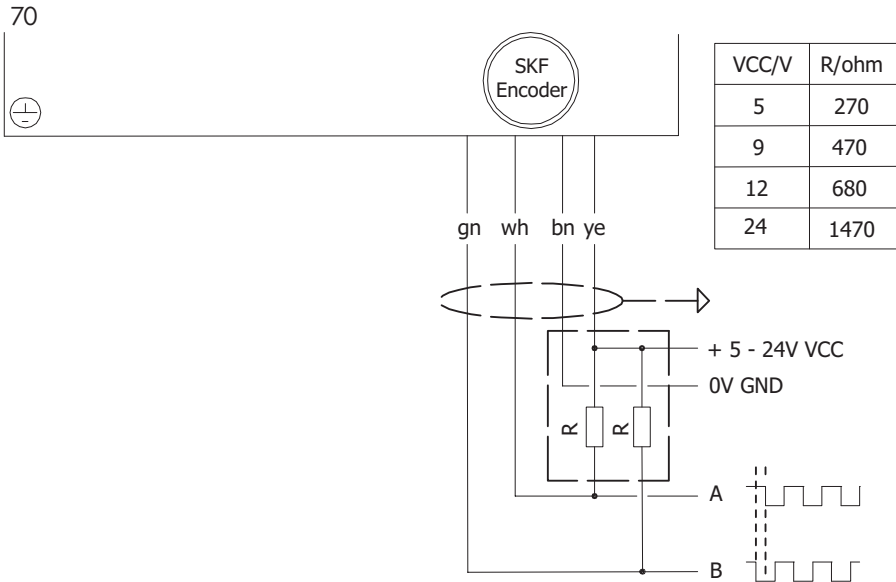 70
SKF
Encoder
VCC/V R/ohm
5 270
9 470
12 680
24 1470
gn wh bn ye
+ 5 - 24V VCC
0V GND
R R
A
B